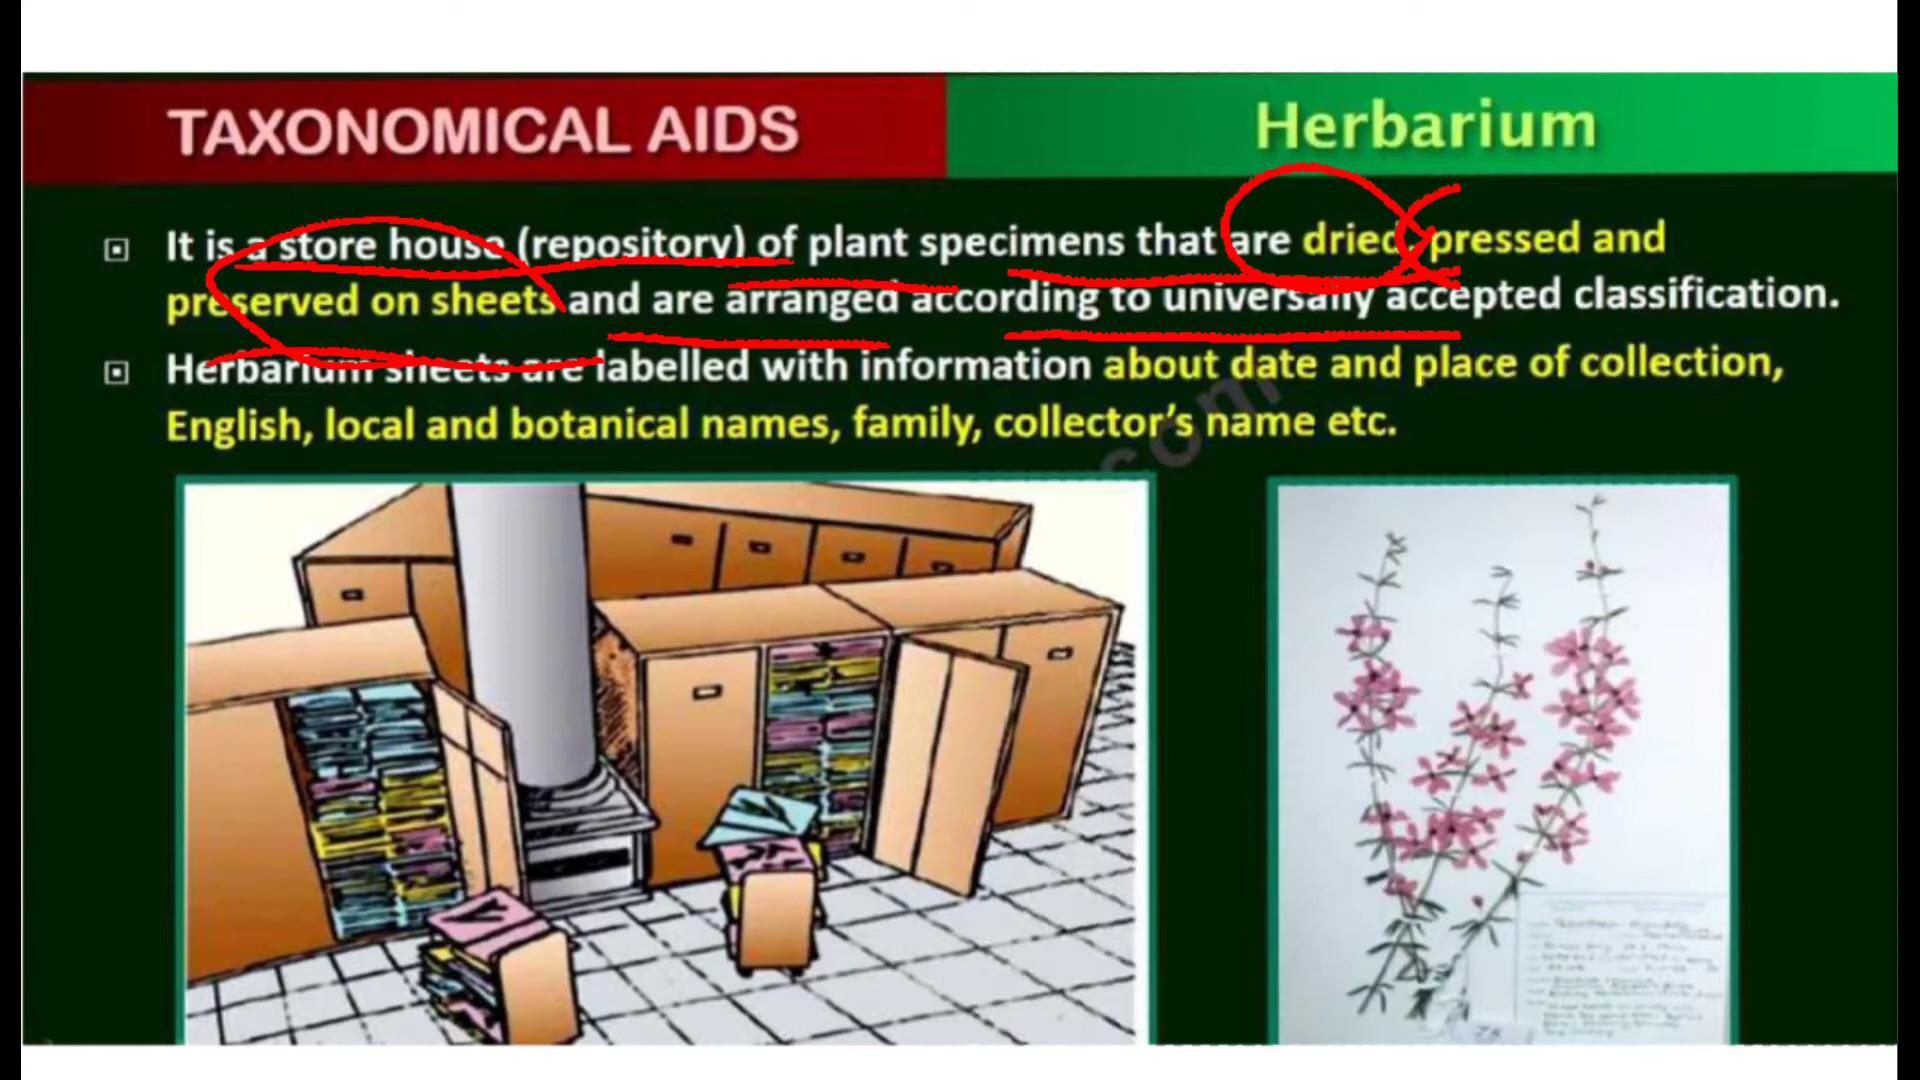 TAXONOMICAL AIDS
Herbarium
It is a store house (repository) of plant specimens that are dried, pressed and
preserved on sheets and are arranged according to universally accepted classification.
Herbarium sheets are labelled with information about date and place of collection,
English, local and botanical names, family, collector's name etc.
.com